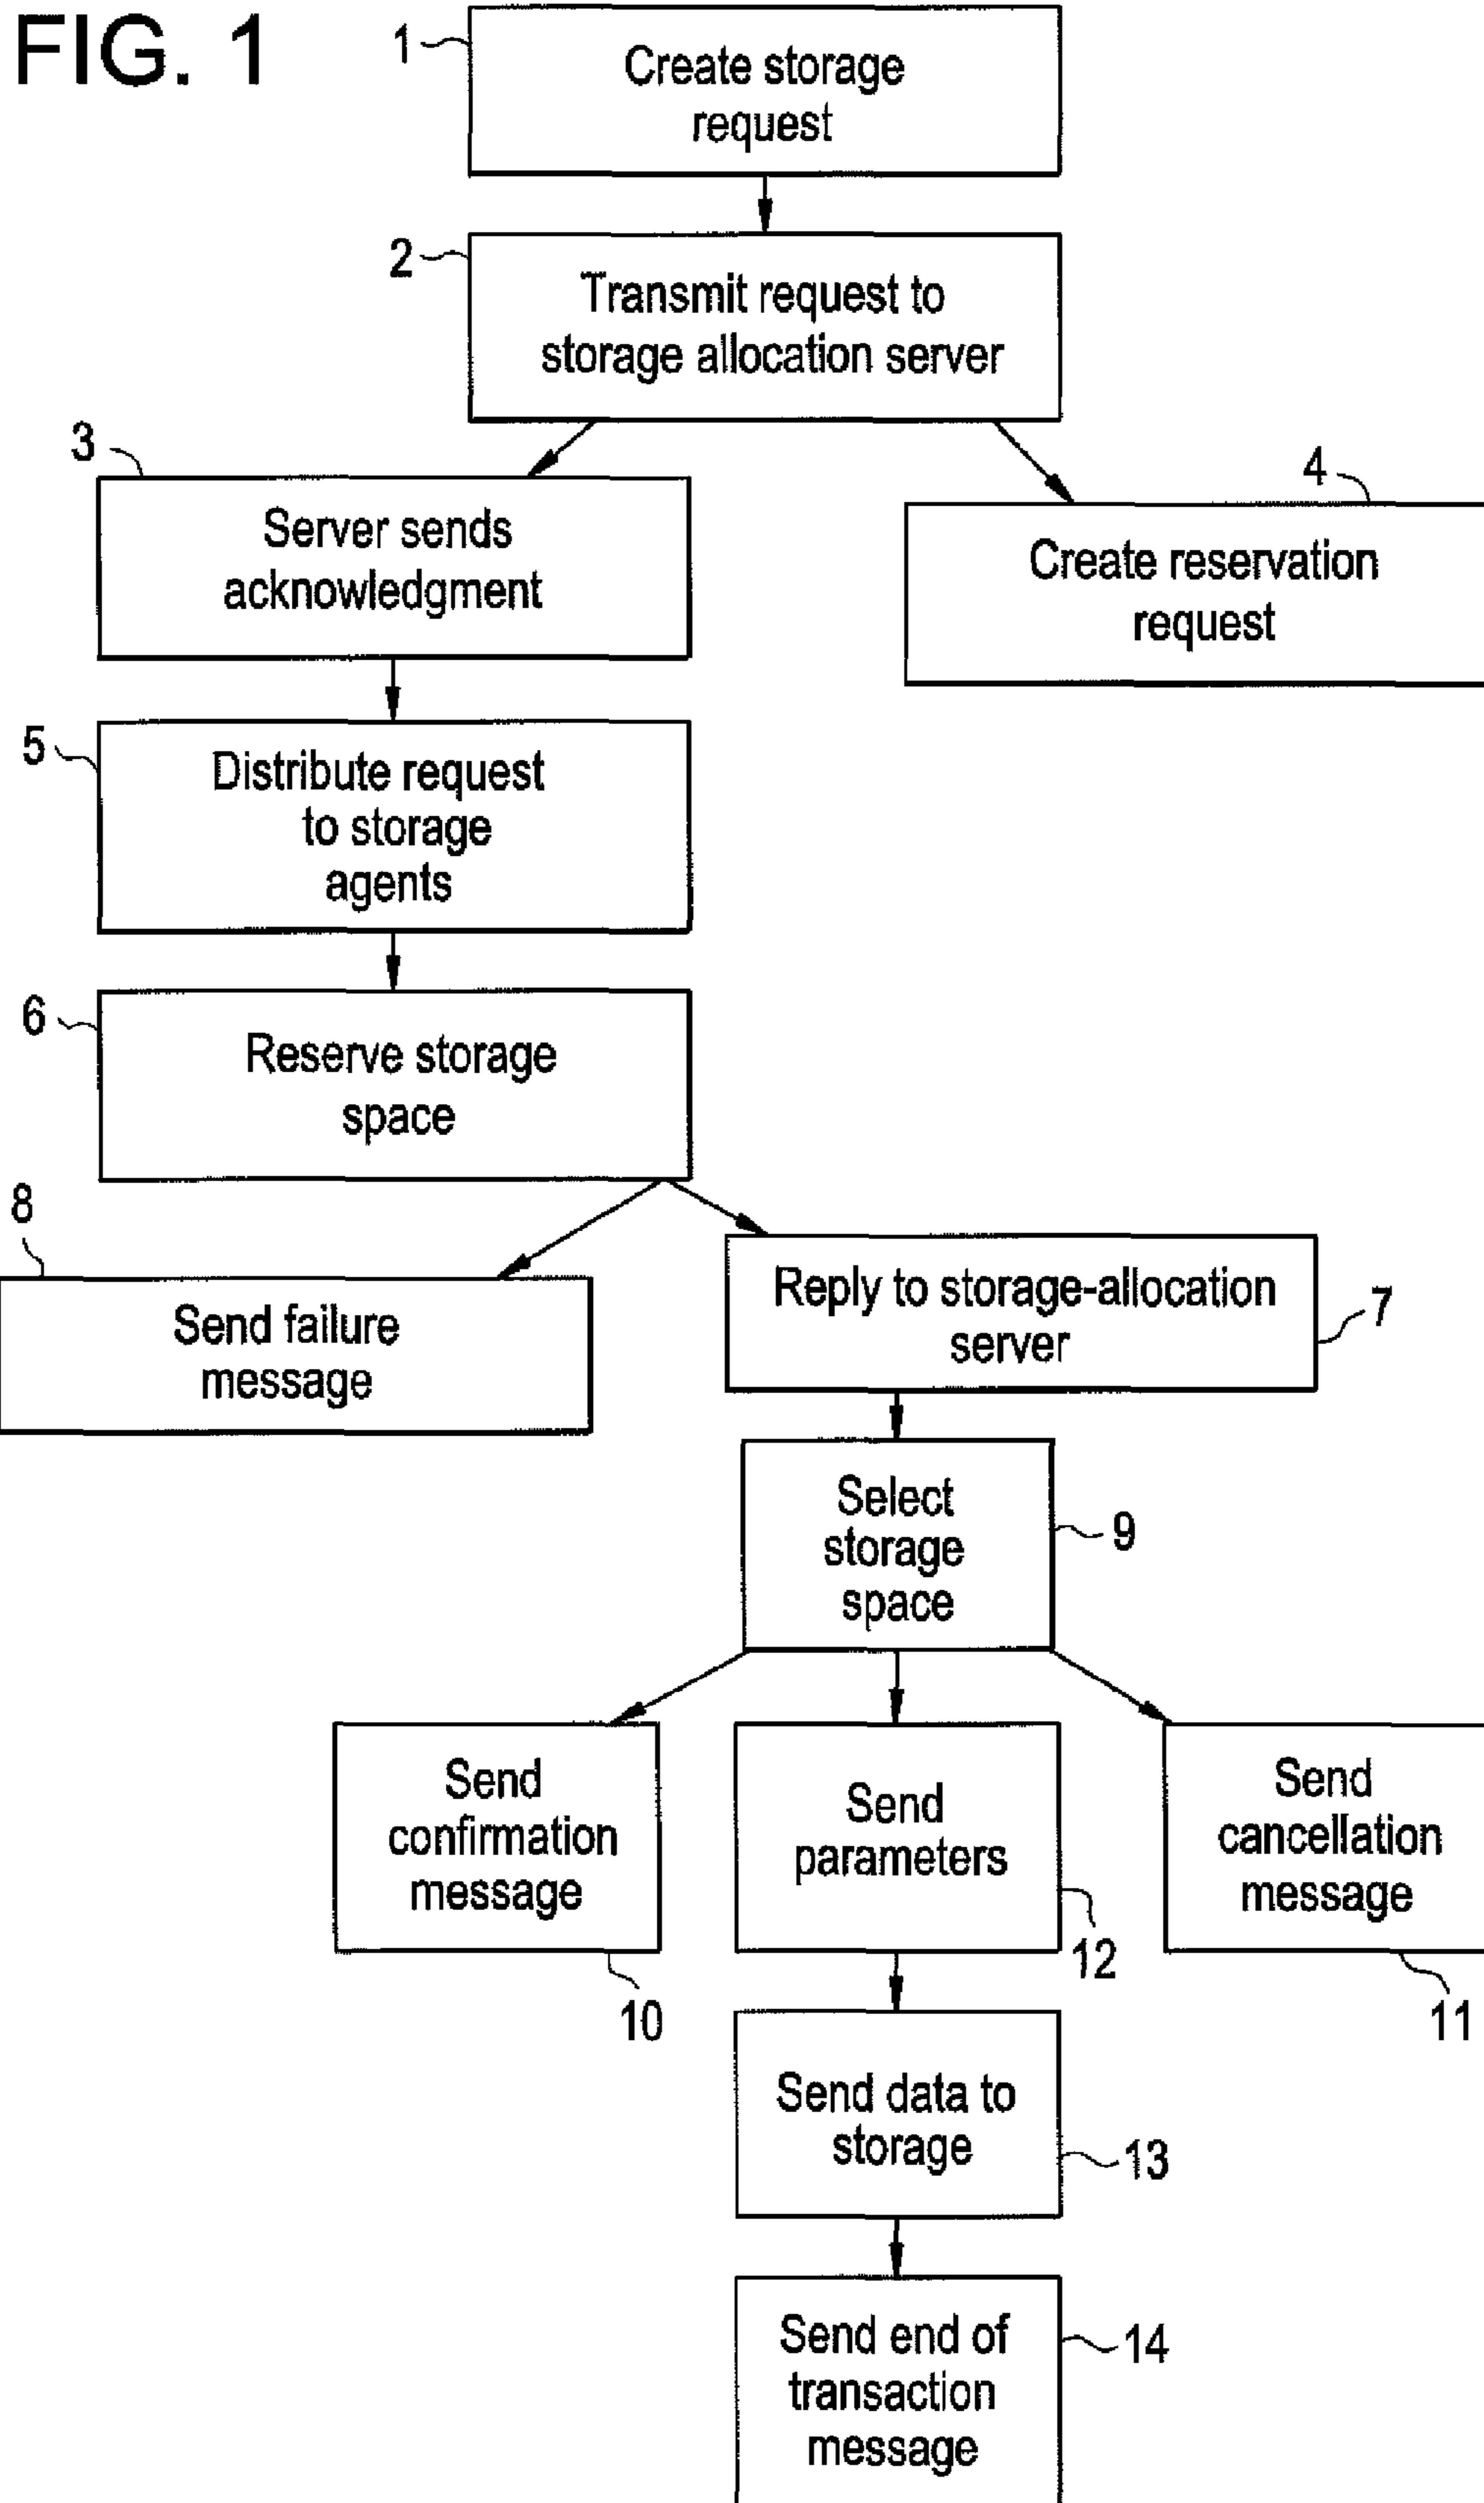 FIG. 1
1
Create storage
request
2
Transmit request to
storage allocation server
3
Server sends
acknowledgment
4
Create reservation
request
5
Distribute request
to storage
agents
6
Reserve storage
space
8
Send failure
message
Reply to storage-allocation
server
7
Select
storage
space
9
Send
confirmation
message
10
Send
parameters
12
Send
cancellation
message
11
Send data to
storage
13
Send end of
transaction
message
14